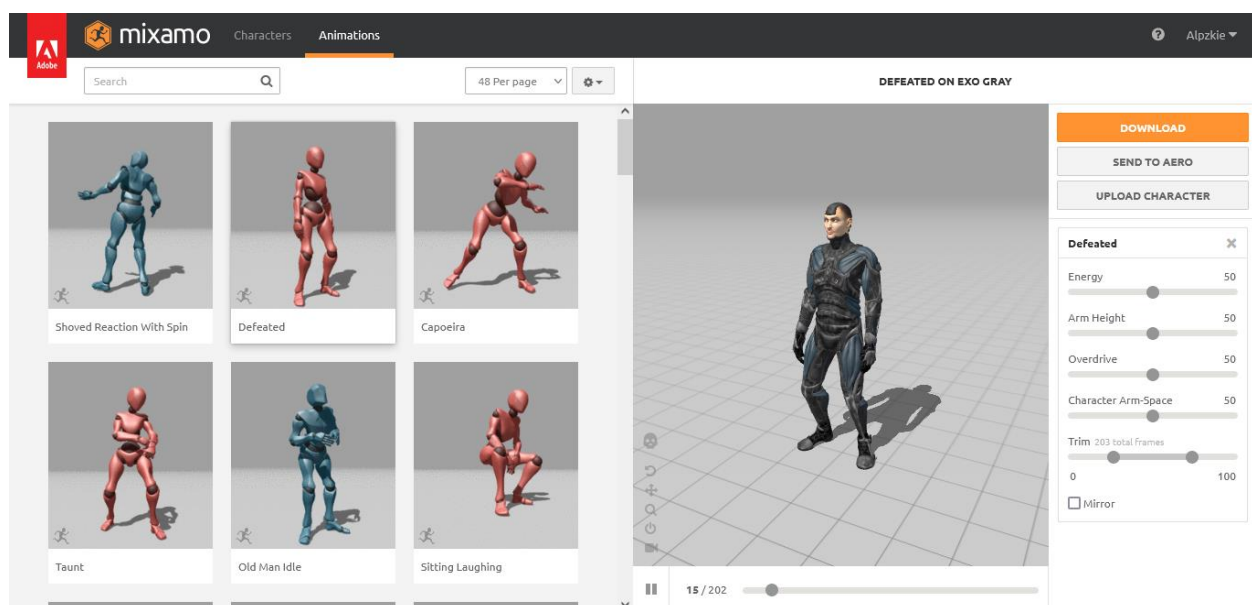 Adobe
mixamo
Characters
Animations
Alpzkie
Search
48 Per page
DEFEATED ON EXO GRAY
Shoved Reaction With Spin
Defeated
Capoeira
Taunt
Old Man Idle
Sitting Laughing
15 / 202
DOWNLOAD
SEND TO AERO
UPLOAD CHARACTER
Defeated
Energy 50
Arm Height 50
Overdrive 50
Character Arm-Space 50
Trim 203 total frames
0 100
Mirror